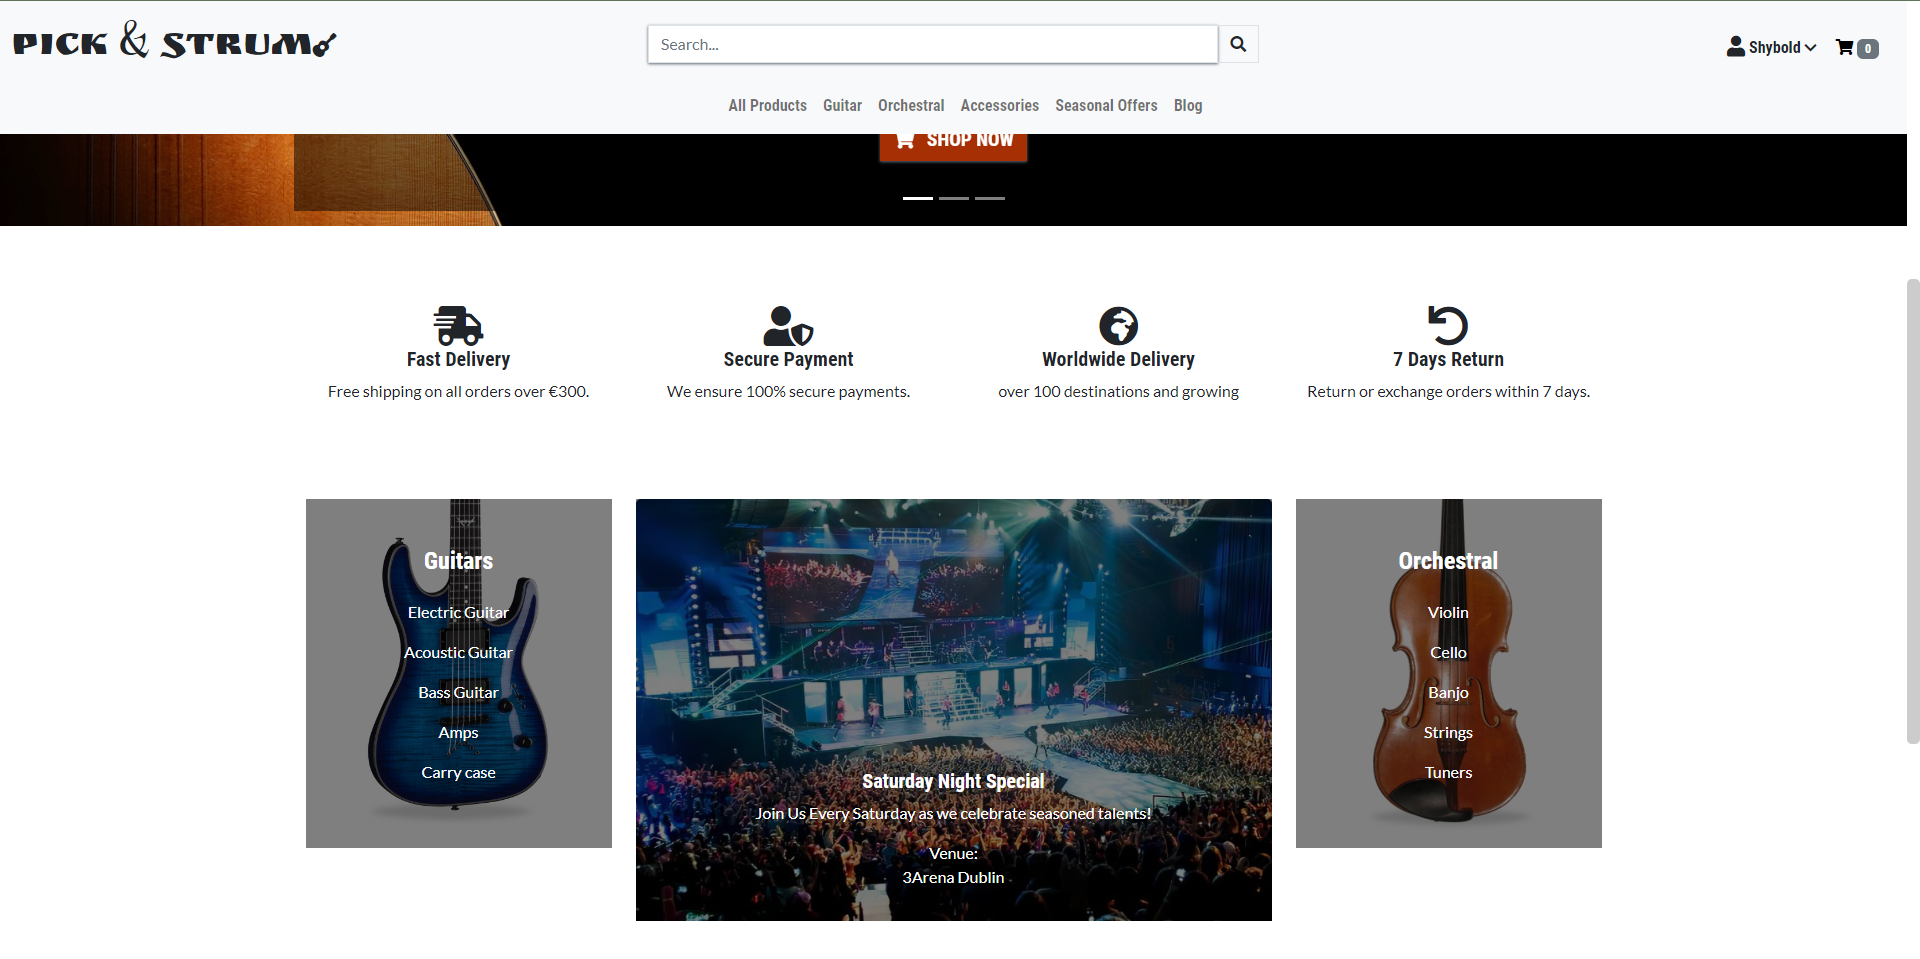 PICK & STRUM
Search...
Shybold
0
All Products Guitar Orchestral Accessories Seasonal Offers Blog
SHOP NOW
Fast Delivery
Free shipping on all orders over €300.
Secure Payment
We ensure 100% secure payments.
Worldwide Delivery
over 100 destinations and growing
7 Days Return
Return or exchange orders within 7 days.
Guitars
Electric Guitar
Acoustic Guitar
Bass Guitar
Amps
Carry case
Saturday Night Special
Join Us Every Saturday as we celebrate seasoned talents!
Venue:
3Arena Dublin
Orchestral
Violin
Cello
Banjo
Strings
Tuners